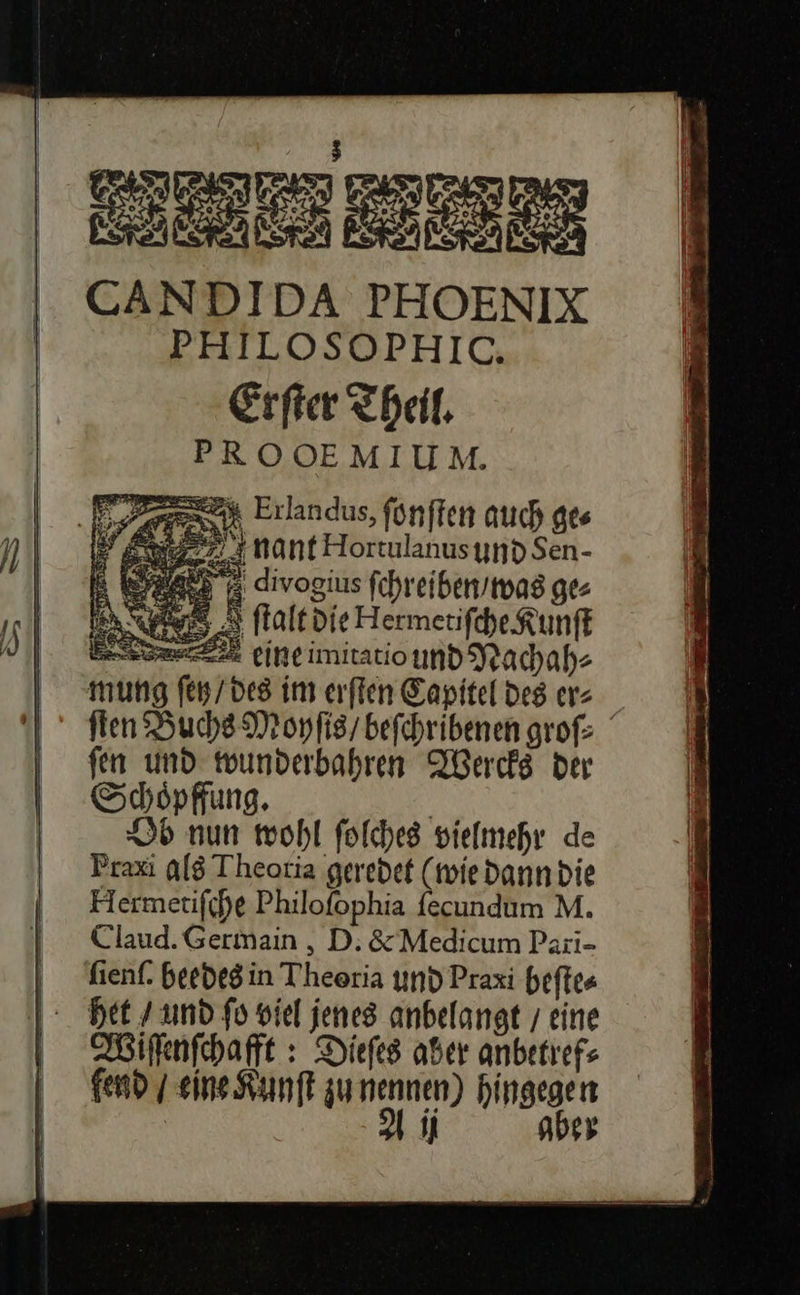 3
CANDIDA PHOENIX
PHILOSOPHIC.
Erſter Theil.
PROOEMIUM.
Erlandus, ſonſten auch ge⸗
nant Hortulanus und Sen-
divogius ſchreiben/was ge⸗
ſtalt die Hermetiſche Kunſt
eine imitatio und Nachah⸗
mung ſey/des im erſten Capitel des er⸗
ſten Buchs Moyſis/beſchribenen groſ⸗
ſen und wunderbahren Wercks der
Schöpffung.
Ob nun wohl ſolches vielmehr de
Praxi als Theoria geredet (wie dann die
Hermetiſche Philoſophia ſecundum M.
Claud. Germain, D. & Medicum Pari-
ſienſ. beedes in Theoria und Praxi beſte⸗
het / und ſo viel jenes anbelangt / eine
Wiſſenſchafft : Dieſes aber anbetref⸗
fend / eine Kunſt zu nennen) hingegen
A ij aber